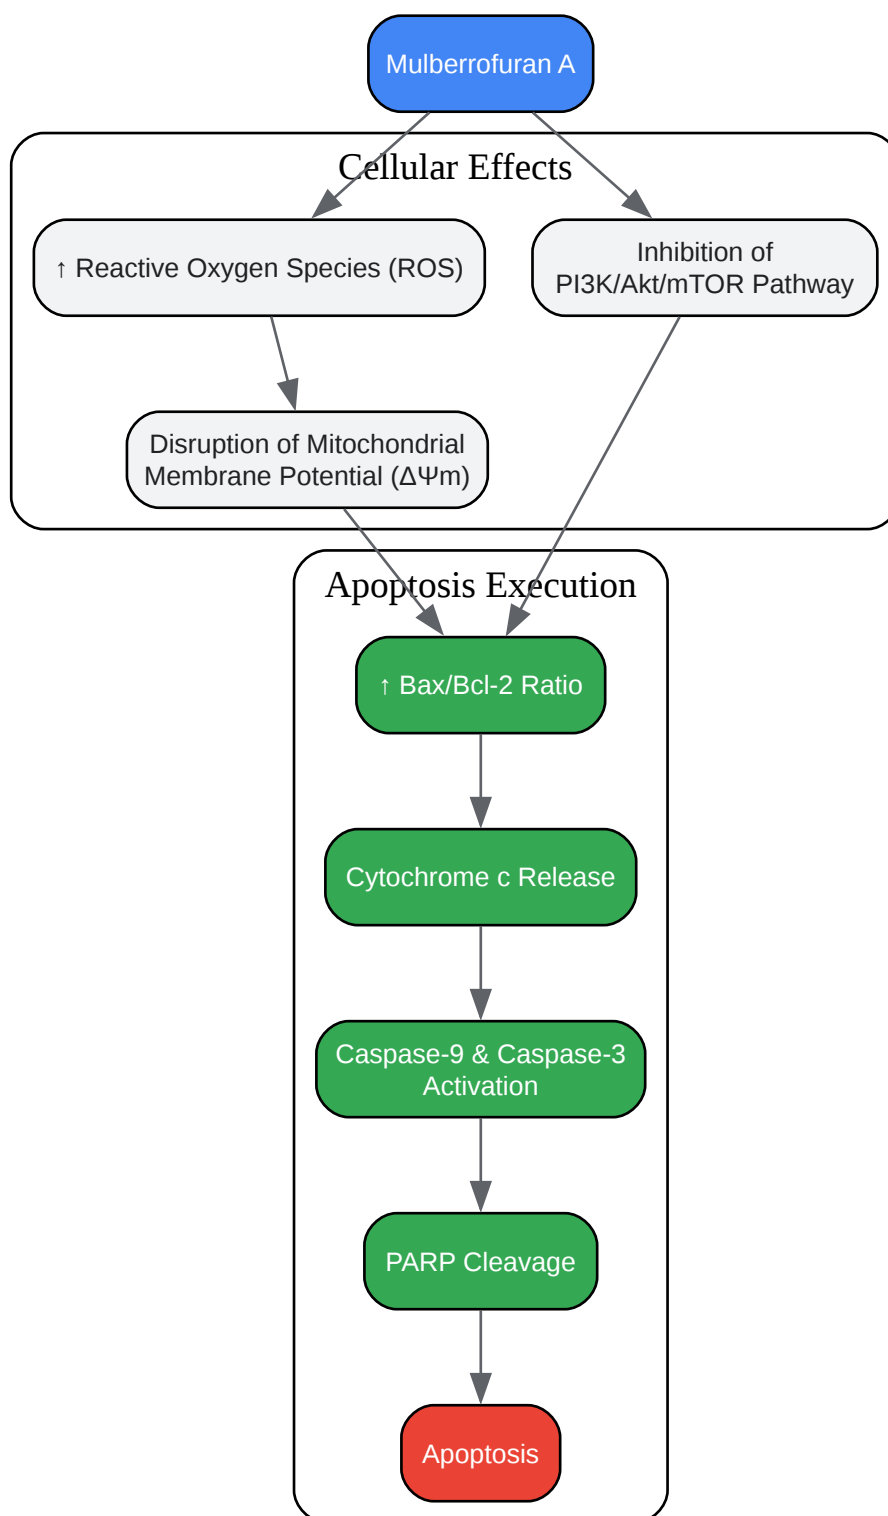 Mulberrofuran A
Cellular Effects
↑ Reactive Oxygen Species (ROS)
Inhibition of
PI3K/Akt/mTOR Pathway
Disruption of Mitochondrial
Membrane Potential (ΔΨm)
Apoptosis Execution
↑ Bax/Bcl-2 Ratio
Cytochrome c Release
Caspase-9 & Caspase-3
Activation
PARP Cleavage
Apoptosis